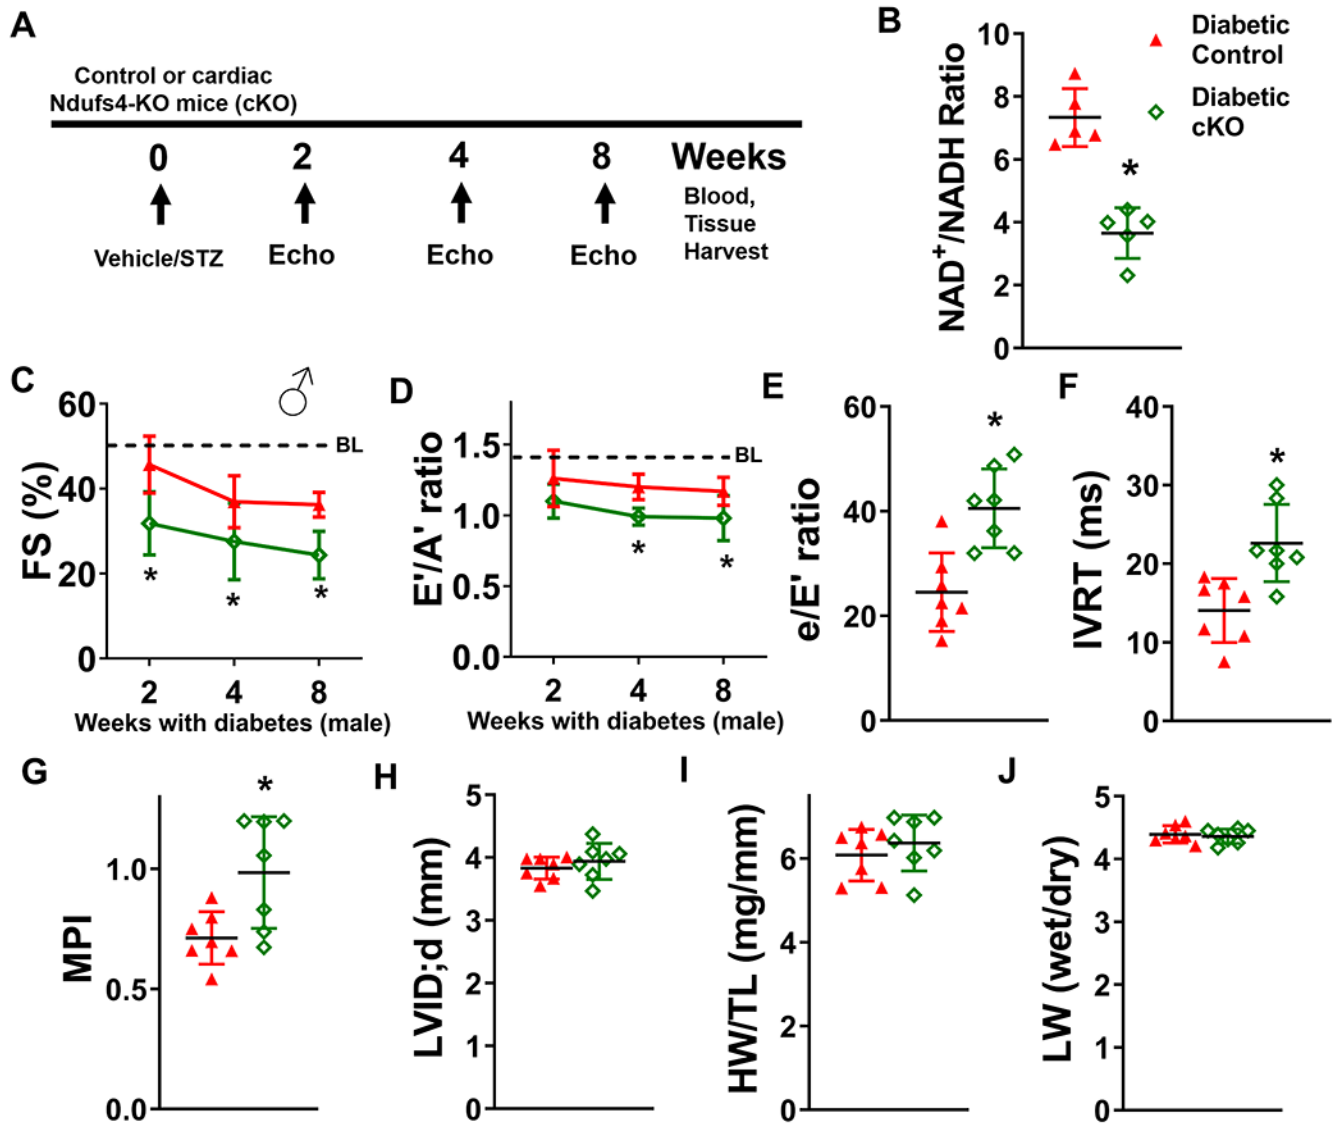 A
Control or cardiac
Ndufs4-KO mice (cKO)
0 2 4 8 Weeks
Vehicle/STZ Echo Echo Echo
Blood,
Tissue
Harvest
B
NAD+/NADH Ratio
10
8
6
4
2
0
*
Diabetic
Control
Diabetic
cKO
C
FS (%)
60
40
20
0
♂
BL
* * *
2 4 8
Weeks with diabetes (male)
D
E'/A' ratio
1.5
1.0
0.5
0.0
BL
* *
2 4 8
Weeks with diabetes (male)
E
e/E' ratio
60
40
20
0
*
F
IVRT (ms)
40
30
20
10
0
*
G
MPI
1.0
0.5
0.0
*
H
LVID;d (mm)
5
4
3
2
1
0
I
HW/TL (mg/mm)
6
4
2
0
J
LW (wet/dry)
5
4
3
2
1
0